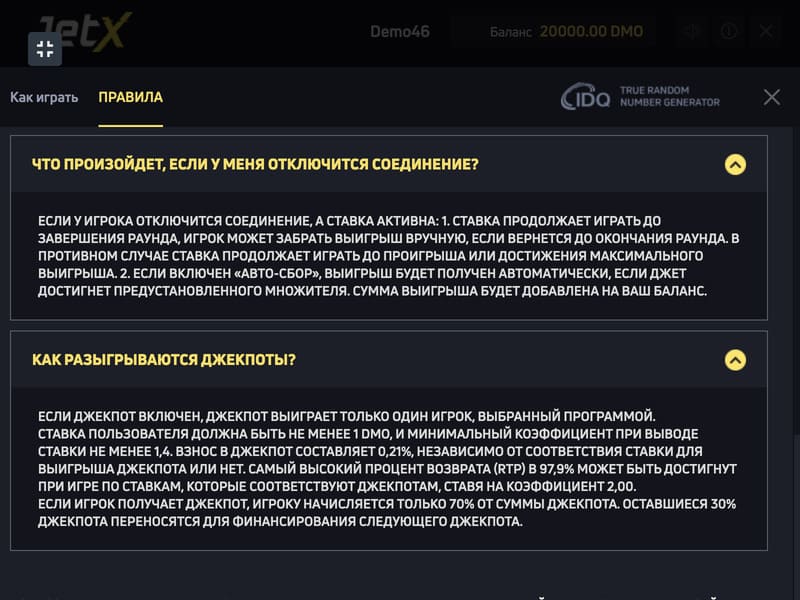 JetX
Demo46
Баланс 20000.00 DMO
Как играть
ПРАВИЛА
IDQ
TRUE RANDOM
NUMBER GENERATOR
ЧТО ПРОИЗОЙДЕТ, ЕСЛИ У МЕНЯ ОТКЛЮЧИТСЯ СОЕДИНЕНИЕ?
ЕСЛИ У ИГРОКА ОТКЛЮЧИТСЯ СОЕДИНЕНИЕ, А СТАВКА АКТИВНА: 1. СТАВКА ПРОДОЛЖАЕТ ИГРАТЬ ДО
ЗАВЕРШЕНИЯ РАУНДА, ИГРОК МОЖЕТ ЗАБРАТЬ ВЫИГРЫШ ВРУЧНУЮ, ЕСЛИ ВЕРНЕТСЯ ДО ОКОНЧАНИЯ РАУНДА. В
ПРОТИВНОМ СЛУЧАЕ СТАВКА ПРОДОЛЖАЕТ ИГРАТЬ ДО ПРОИГРЫША ИЛИ ДОСТИЖЕНИЯ МАКСИМАЛЬНОГО
ВЫИГРЫША. 2. ЕСЛИ ВКЛЮЧЕН «АВТО-СБОР», ВЫИГРЫШ БУДЕТ ПОЛУЧЕН АВТОМАТИЧЕСКИ, ЕСЛИ ДЖЕТ
ДОСТИГНЕТ ПРЕДУСТАНОВЛЕННОГО МНОЖИТЕЛЯ. СУММА ВЫИГРЫША БУДЕТ ДОБАВЛЕНА НА ВАШ БАЛАНС.
КАК РАЗЫГРЫВАЮТСЯ ДЖЕКПОТЫ?
ЕСЛИ ДЖЕКПОТ ВКЛЮЧЕН, ДЖЕКПОТ ВЫИГРАЕТ ТОЛЬКО ОДИН ИГРОК, ВЫБРАННЫЙ ПРОГРАММОЙ.
СТАВКА ПОЛЬЗОВАТЕЛЯ ДОЛЖНА БЫТЬ НЕ МЕНЕЕ 1 DMO, И МИНИМАЛЬНЫЙ КОЭФФИЦИЕНТ ПРИ ВЫВОДЕ
СТАВКИ НЕ МЕНЕЕ 1,4. ВЗНОС В ДЖЕКПОТ СОСТАВЛЯЕТ 0,21%, НЕЗАВИСИМО ОТ СООТВЕТСТВИЯ СТАВКИ ДЛЯ
ВЫИГРЫША ДЖЕКПОТА ИЛИ НЕТ. САМЫЙ ВЫСОКИЙ ПРОЦЕНТ ВОЗВРАТА (RTP) В 97,9% МОЖЕТ БЫТЬ ДОСТИГНУТ
ПРИ ИГРЕ ПО СТАВКАМ, КОТОРЫЕ СООТВЕТСТВУЮТ ДЖЕКПОТАМ, СТАВЯ НА КОЭФФИЦИЕНТ 2,00.
ЕСЛИ ИГРОК ПОЛУЧАЕТ ДЖЕКПОТ, ИГРОКУ НАЧИСЛЯЕТСЯ ТОЛЬКО 70% ОТ СУММЫ ДЖЕКПОТА. ОСТАВШИЕСЯ 30%
ДЖЕКПОТА ПЕРЕНОСЯТСЯ ДЛЯ ФИНАНСИРОВАНИЯ СЛЕДУЮЩЕГО ДЖЕКПОТА.